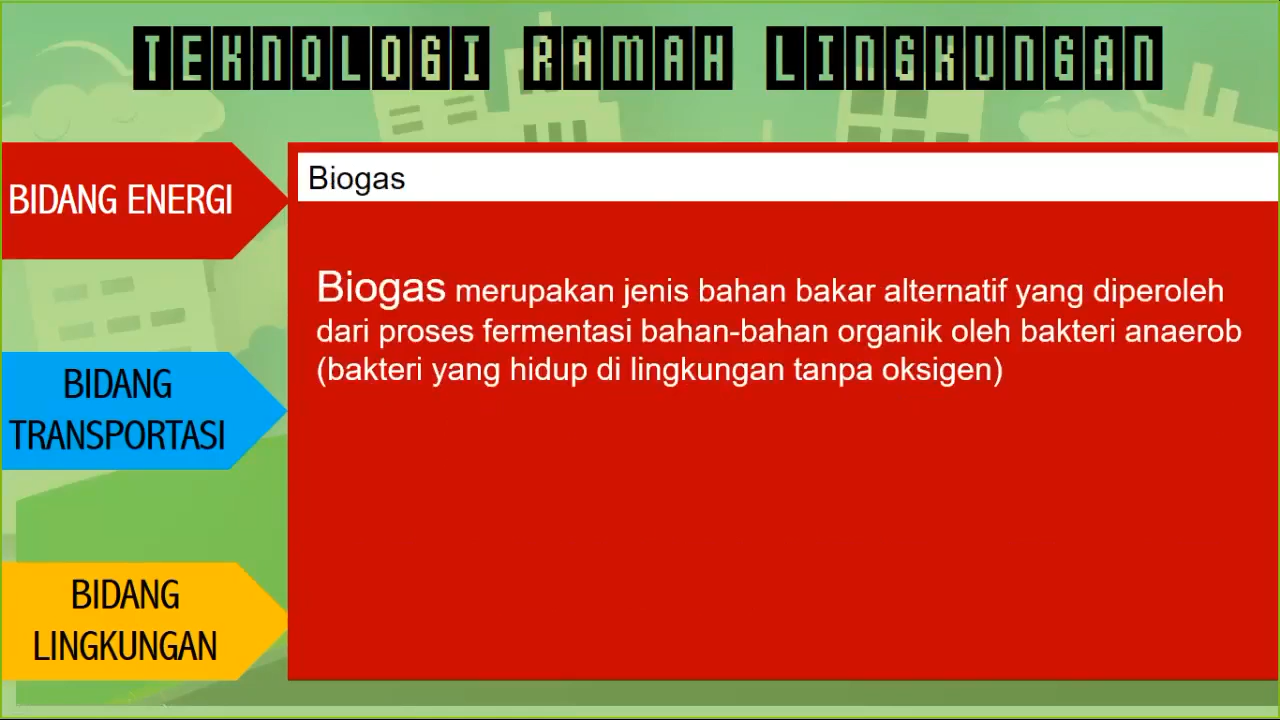 TEKNOLOGI RAMAH LINGKUNGAN
BIDANG ENERGI
Biogas
Biogas merupakan jenis bahan bakar alternatif yang diperoleh
dari proses fermentasi bahan-bahan organik oleh bakteri anaerob
(bakteri yang hidup di lingkungan tanpa oksigen)
BIDANG
TRANSPORTASI
BIDANG
LINGKUNGAN